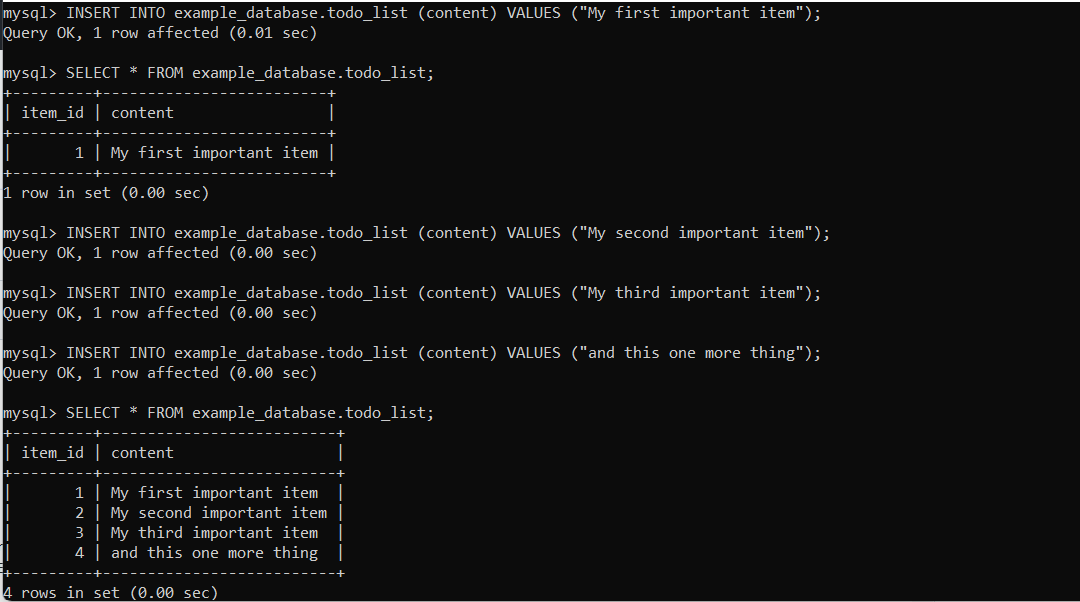 mysql> INSERT INTO example_database.todo_list (content) VALUES ("My first important item");
Query OK, 1 row affected (0.01 sec)

mysql> SELECT * FROM example_database.todo_list;
+---------+-------------------------+
| item_id | content                 |
+---------+-------------------------+
|       1 | My first important item |
+---------+-------------------------+
1 row in set (0.00 sec)

mysql> INSERT INTO example_database.todo_list (content) VALUES ("My second important item");
Query OK, 1 row affected (0.00 sec)

mysql> INSERT INTO example_database.todo_list (content) VALUES ("My third important item");
Query OK, 1 row affected (0.00 sec)

mysql> INSERT INTO example_database.todo_list (content) VALUES ("and this one more thing");
Query OK, 1 row affected (0.00 sec)

mysql> SELECT * FROM example_database.todo_list;
+---------+--------------------------+
| item_id | content                  |
+---------+--------------------------+
|       1 | My first important item  |
|       2 | My second important item |
|       3 | My third important item  |
|       4 | and this one more thing  |
+---------+--------------------------+
4 rows in set (0.00 sec)